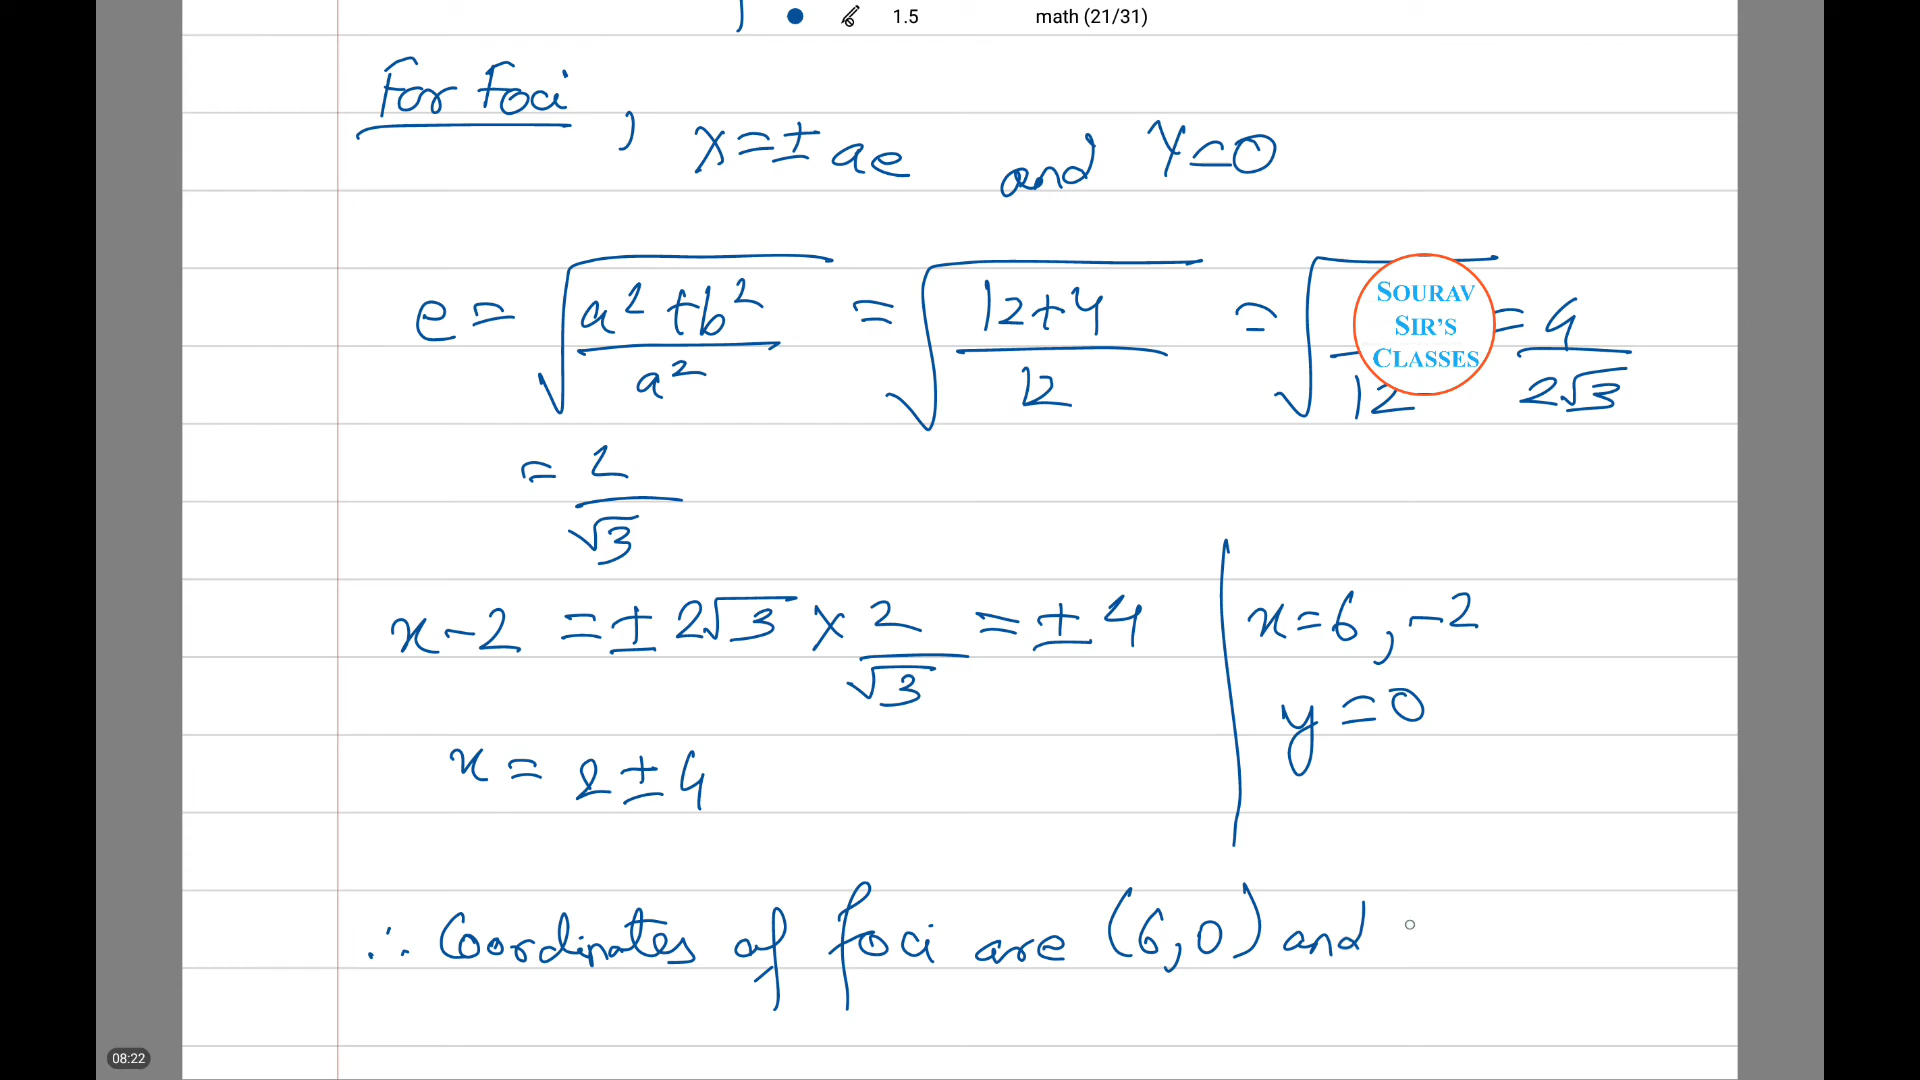 1.5 math (21/31)
For Foci, X = ± ae and Y = 0
e = √(a² + b²/a²) = √(12+4/12) = √(/12) = 4/2√3
SOURAV
SIR'S
CLASSES
= 2/√3
x - 2 = ± 2√3 × 2/√3 = ± 4
x = 6, -2
y = 0
x = 2 ± 4
∴ Coordinates of foci are (6,0) and
08:22